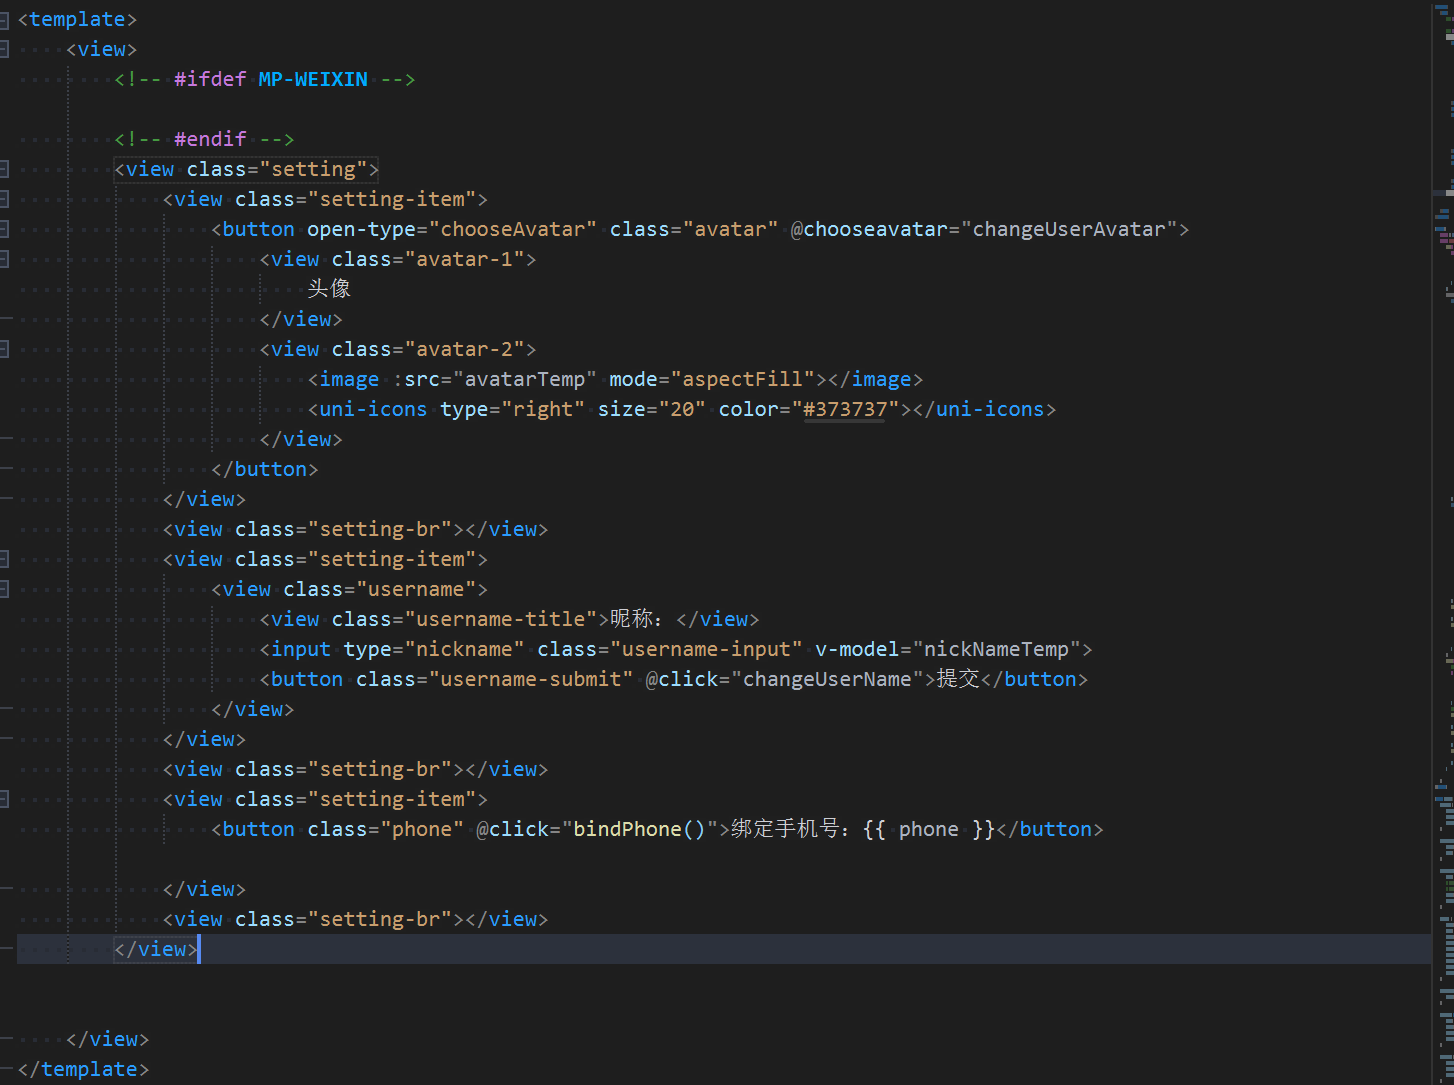 <template>
<view>
<!-- #ifdef MP-WEIXIN -->
<!-- #endif -->
<view class="setting">
<view class="setting-item">
<button open-type="chooseAvatar" class="avatar" @chooseavatar="changeUserAvatar">
<view class="avatar-1">
头像
</view>
<view class="avatar-2">
<image :src="avatarTemp" mode="aspectFill"></image>
<uni-icons type="right" size="20" color="#373737"></uni-icons>
</view>
</button>
</view>
<view class="setting-br"></view>
<view class="setting-item">
<view class="username">
<view class="username-title">昵称：</view>
<input type="nickname" class="username-input" v-model="nickNameTemp">
<button class="username-submit" @click="changeUserName">提交</button>
</view>
</view>
<view class="setting-br"></view>
<view class="setting-item">
<button class="phone" @click="bindPhone()">绑定手机号：{{ phone }}</button>
</view>
<view class="setting-br"></view>
</view>
</view>
</template>